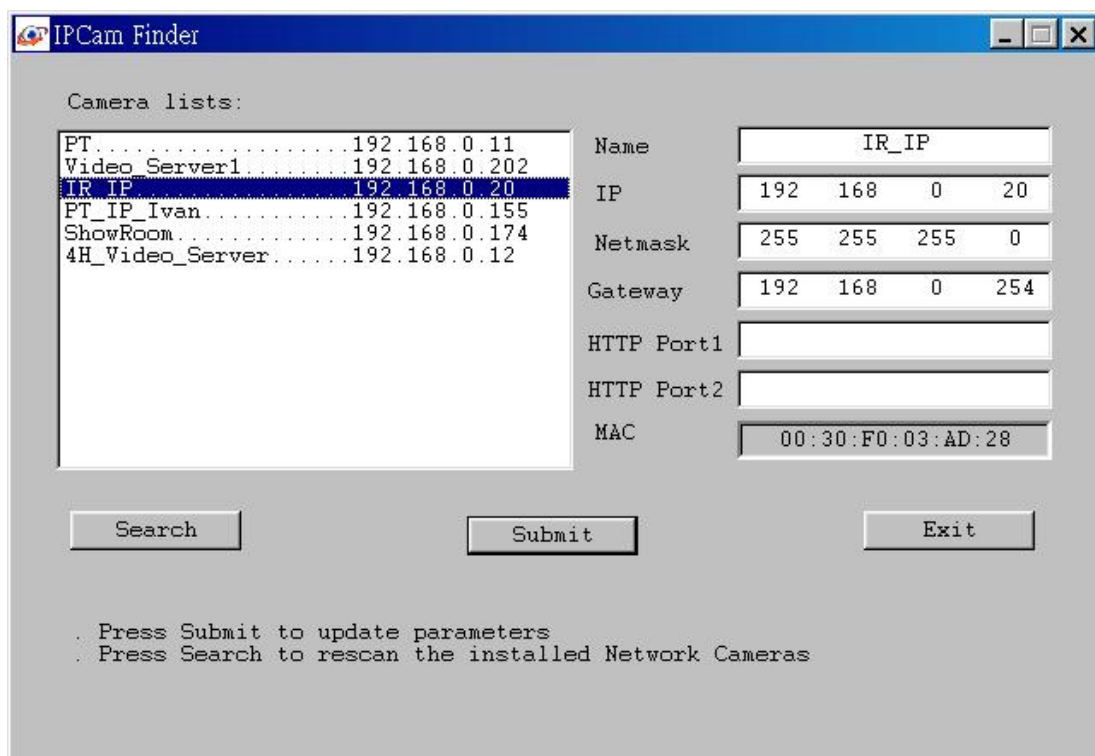 IPCam Finder
Camera lists:
PT...................192.168.0.11
Video_Server1........192.168.0.202
IR_IP................192.168.0.20
PT_IP_Ivan...........192.168.0.155
ShowRoom.............192.168.0.174
4H_Video_Server......192.168.0.12
Name IR_IP
IP 192 168 0 20
Netmask 255 255 255 0
Gateway 192 168 0 254
HTTP Port1
HTTP Port2
MAC 00:30:F0:03:AD:28
Search Submit Exit
. Press Submit to update parameters
. Press Search to rescan the installed Network Cameras